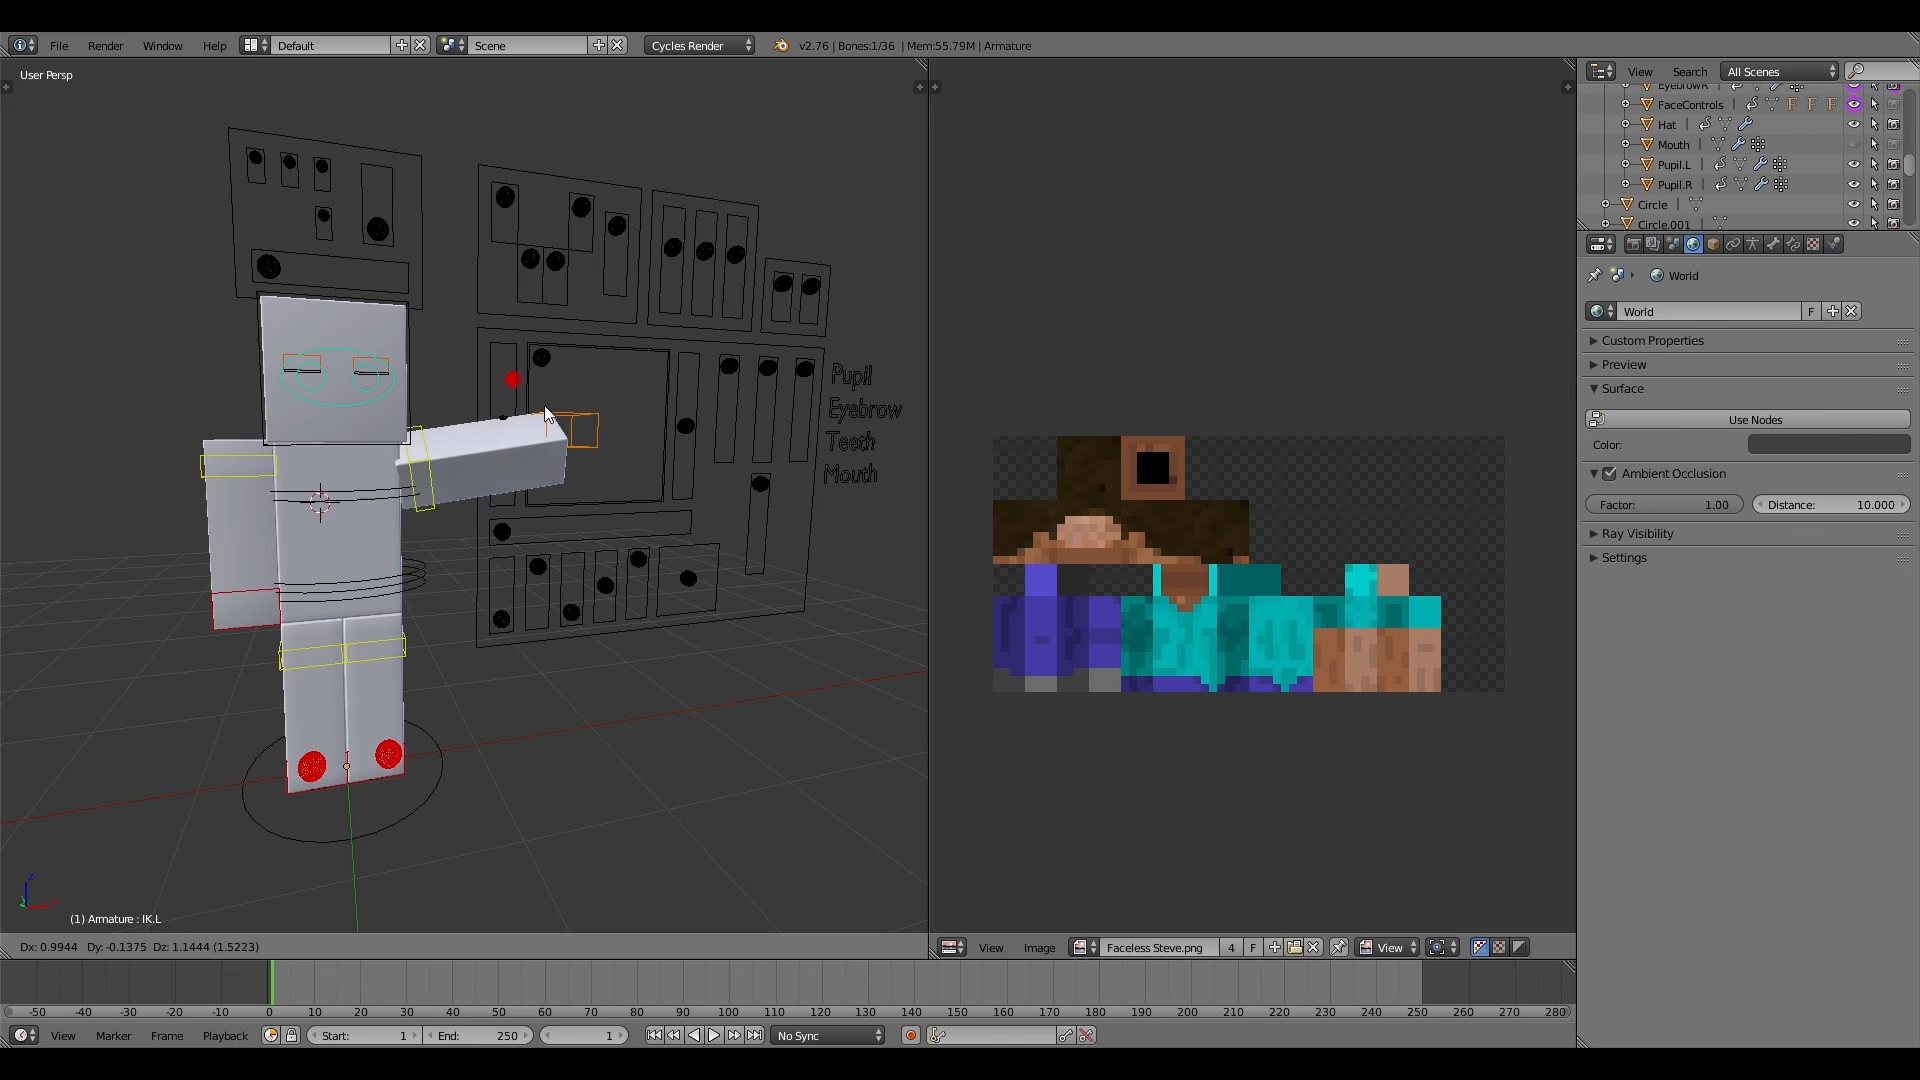 File Render Window Help Default Scene Cycles Render v2.76 | Bones:1/36 | Mem:55.79M | Armature
User Persp
View Search All Scenes
EyebrowR
FaceControls
Hat
Mouth
Pupil.L
Pupil.R
Circle
Circle.001
World
World F
Custom Properties
Preview
Surface
Use Nodes
Color:
Ambient Occlusion
Factor: 1.00 Distance: 10.000
Ray Visibility
Settings
Pupil
Eyebrow
Teeth
Mouth
z
(1) Armature : IK.L
Dx: 0.9944 Dy: -0.1375 Dz: 1.1444 (1.5223)
View Image Faceless Steve.png 4 F View
-50 -40 -30 -20 -10 0 10 20 30 40 50 60 70 80 90 100 110 120 130 140 150 160 170 180 190 200 210 220 230 240 250 260 270 280
View Marker Frame Playback Start: 1 End: 250 1 No Sync